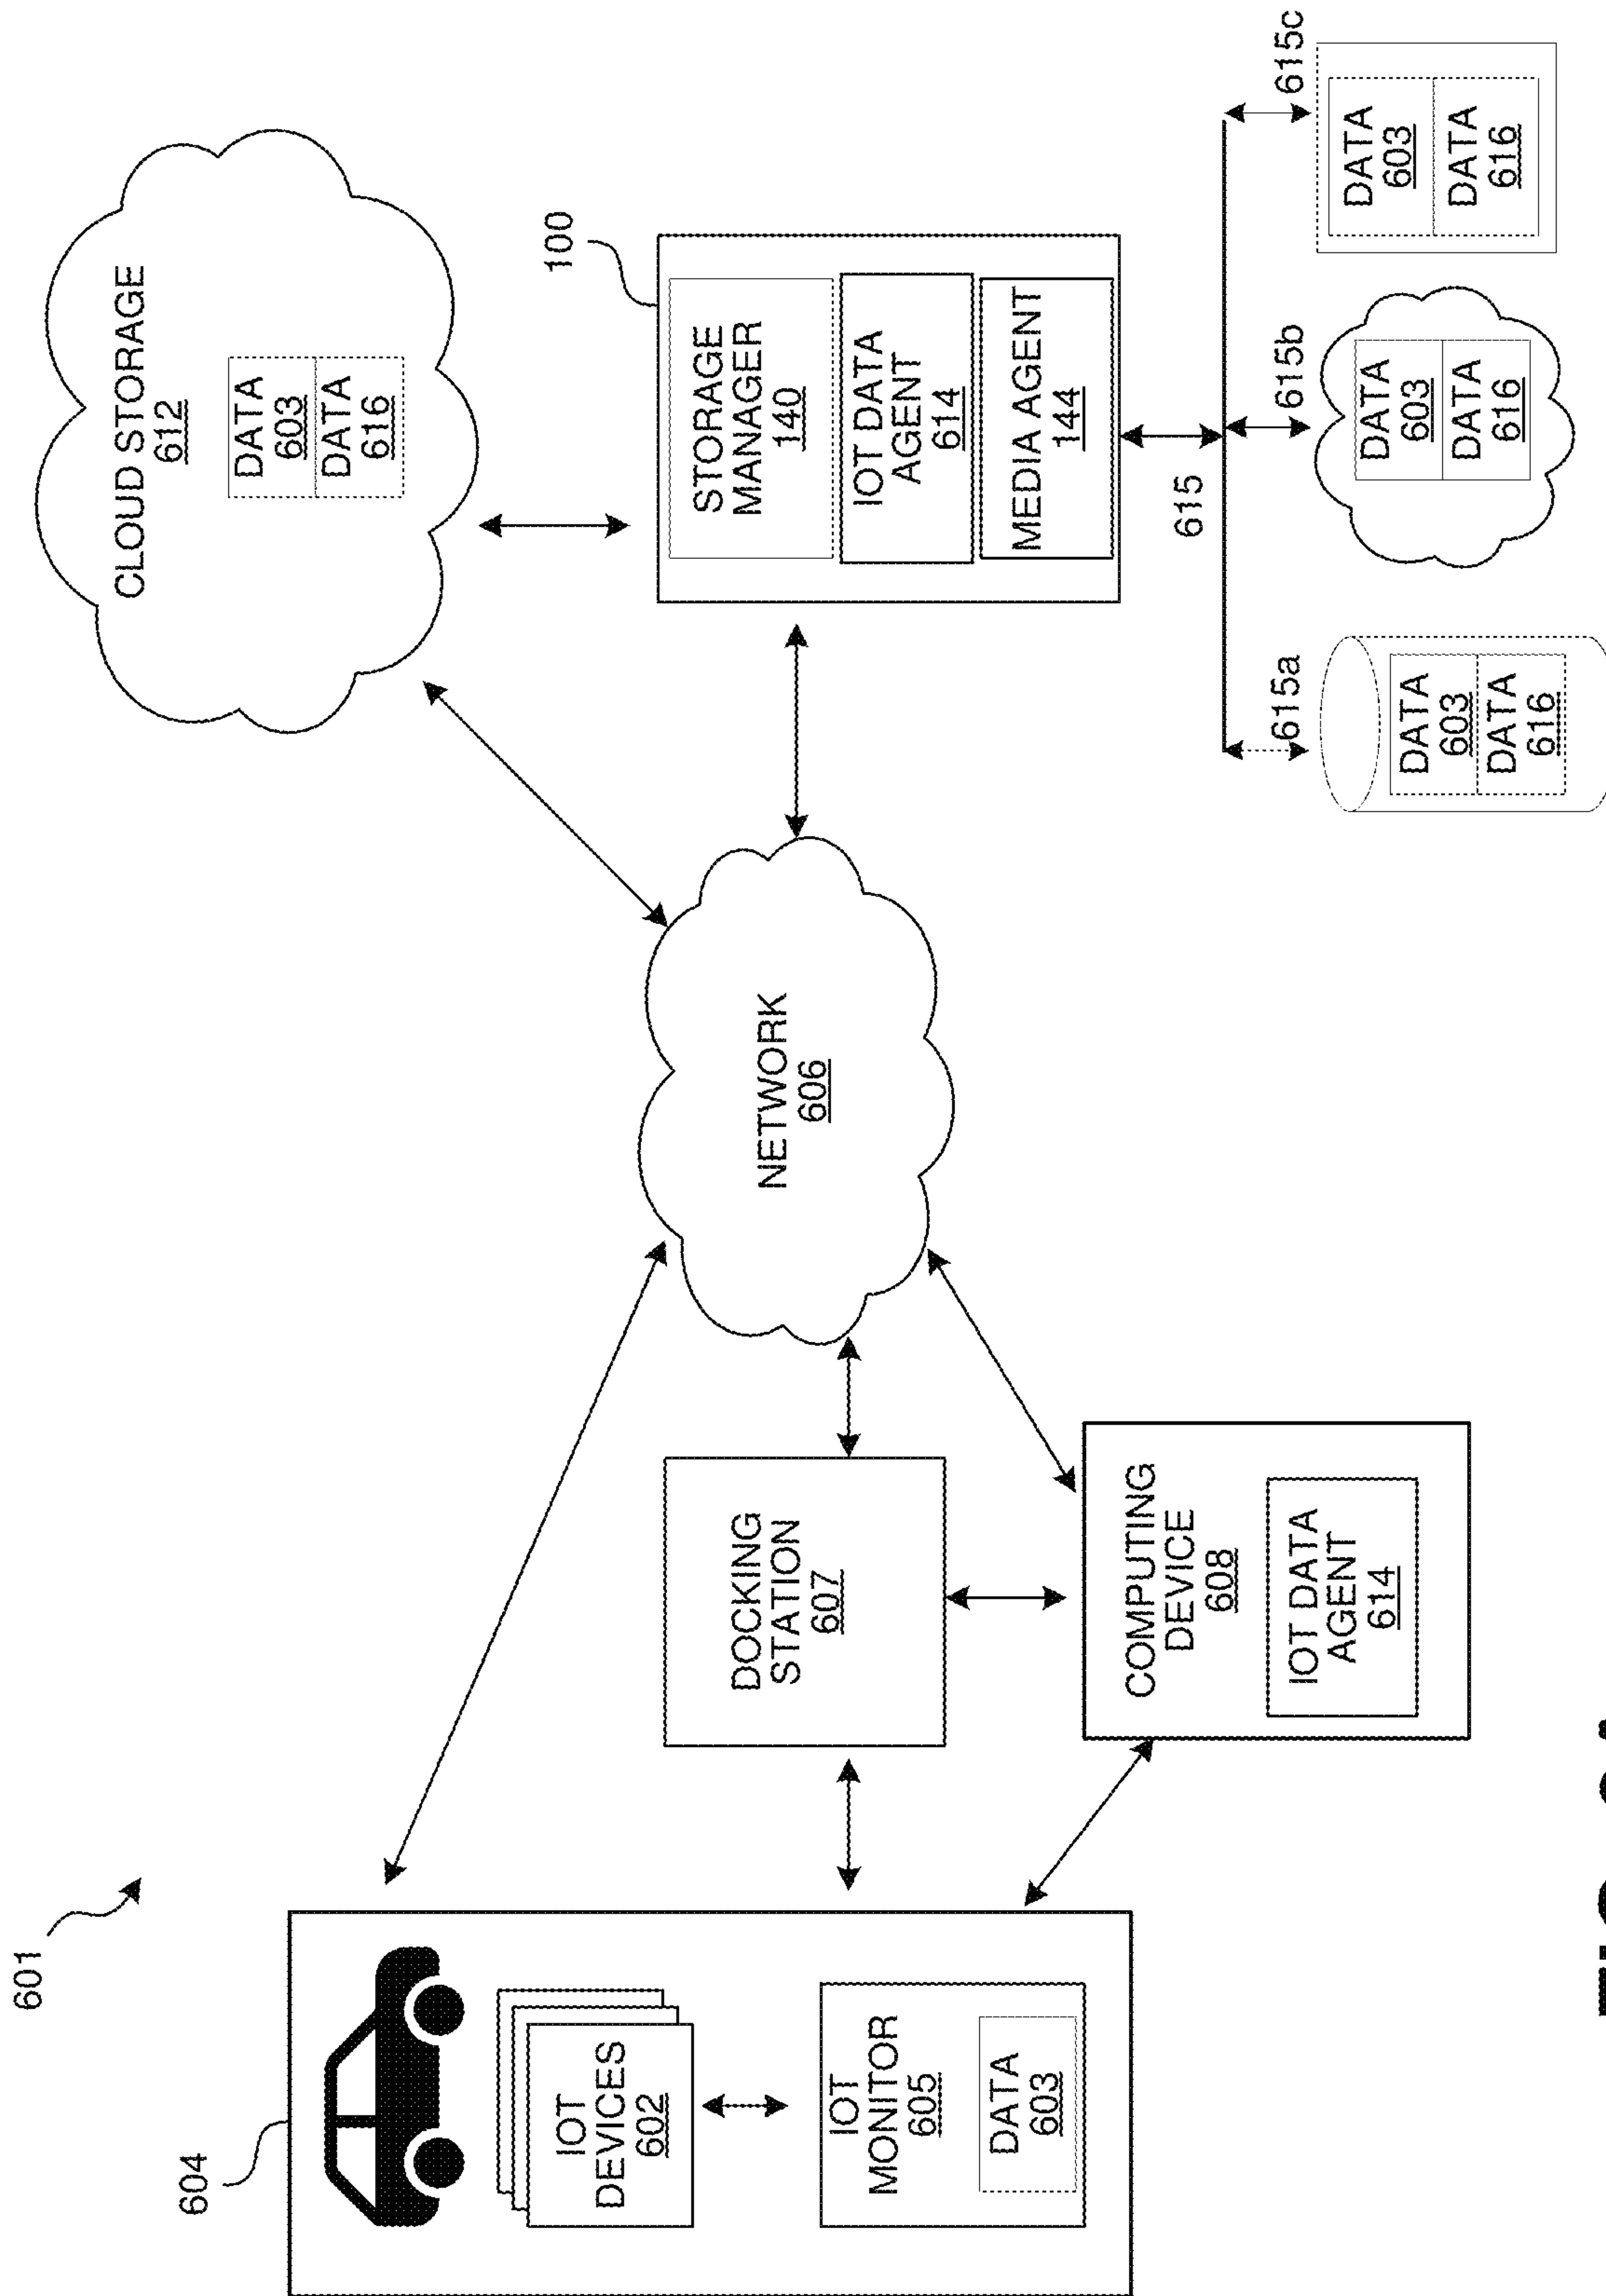 601
604
IOT
DEVICES
602
IOT
MONITOR
605
DATA
603
DOCKING
STATION
607
COMPUTING
DEVICE
608
IOT DATA
AGENT
614
NETWORK
606
CLOUD STORAGE
612
DATA
603
DATA
616
100
STORAGE
MANAGER
140
IOT DATA
AGENT
614
MEDIA AGENT
144
615
615a
DATA
603
DATA
616
615b
DATA
603
DATA
616
615c
DATA
603
DATA
616